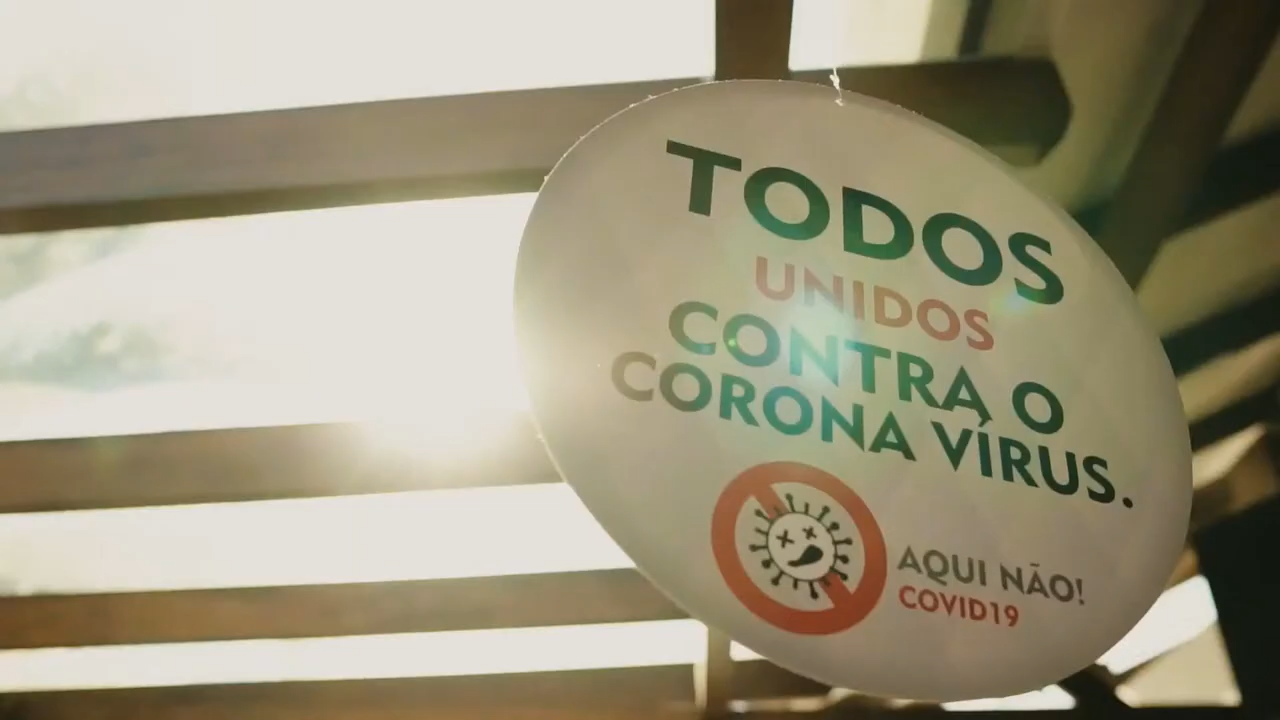 TODOS
UNIDOS
CONTRA O
CORONA VÍRUS.
AQUI NÃO!
COVID19